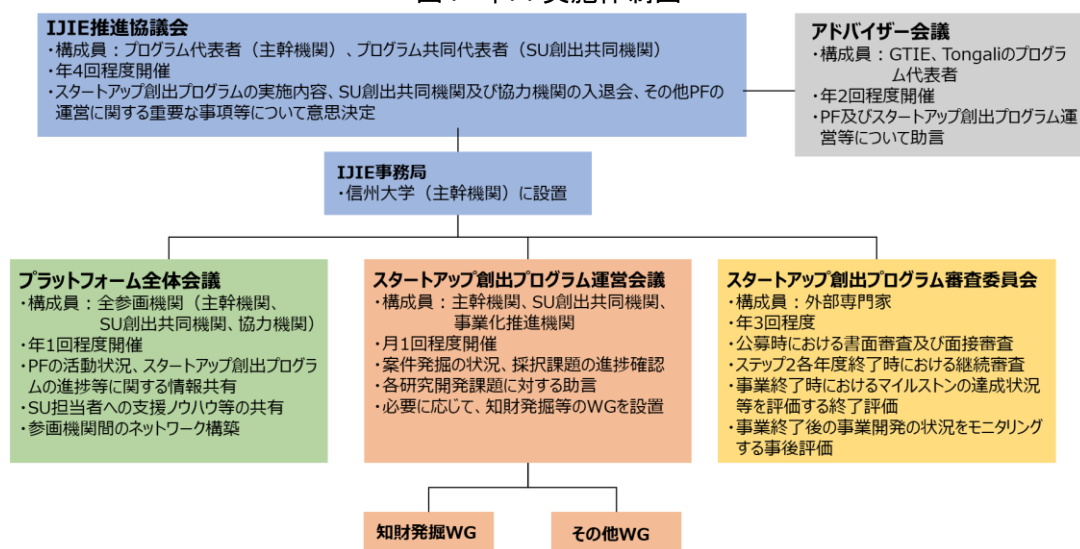 IJIE推進協議会
・構成員：プログラム代表者（主幹機関）、プログラム共同代表者（SU創出共同機関）
・年4回程度開催
・スタートアップ創出プログラムの実施内容、SU創出共同機関及び協力機関の入退会、その他PFの
運営に関する重要な事項等について意思決定
アドバイザー会議
・構成員：GTIE、Tongaliのプログラ
ム代表者
・年2回程度開催
・PF及びスタートアップ創出プログラム運
営等について助言
IJIE事務局
・信州大学（主幹機関）に設置
プラットフォーム全体会議
・構成員：全参画機関（主幹機関、
SU創出共同機関、協力機関）
・年1回程度開催
・PFの活動状況、スタートアップ創出プログラ
ムの進捗等に関する情報共有
・SU担当者への支援ノウハウ等の共有
・参画機関間のネットワーク構築
スタートアップ創出プログラム運営会議
・構成員：主幹機関、SU創出共同機関、
事業化推進機関
・月1回程度開催
・案件発掘の状況、採択課題の進捗確認
・各研究開発課題に対する助言
・必要に応じて、知財発掘等のWGを設置
スタートアップ創出プログラム審査委員会
・構成員：外部専門家
・年3回程度
・公募時における書面審査及び面接審査
・ステップ2各年度終了時における継続審査
・事業終了時におけるマイルストンの達成状況
等を評価する終了評価
・事業終了後の事業開発の状況をモニタリング
する事後評価
知財発掘WG
その他WG